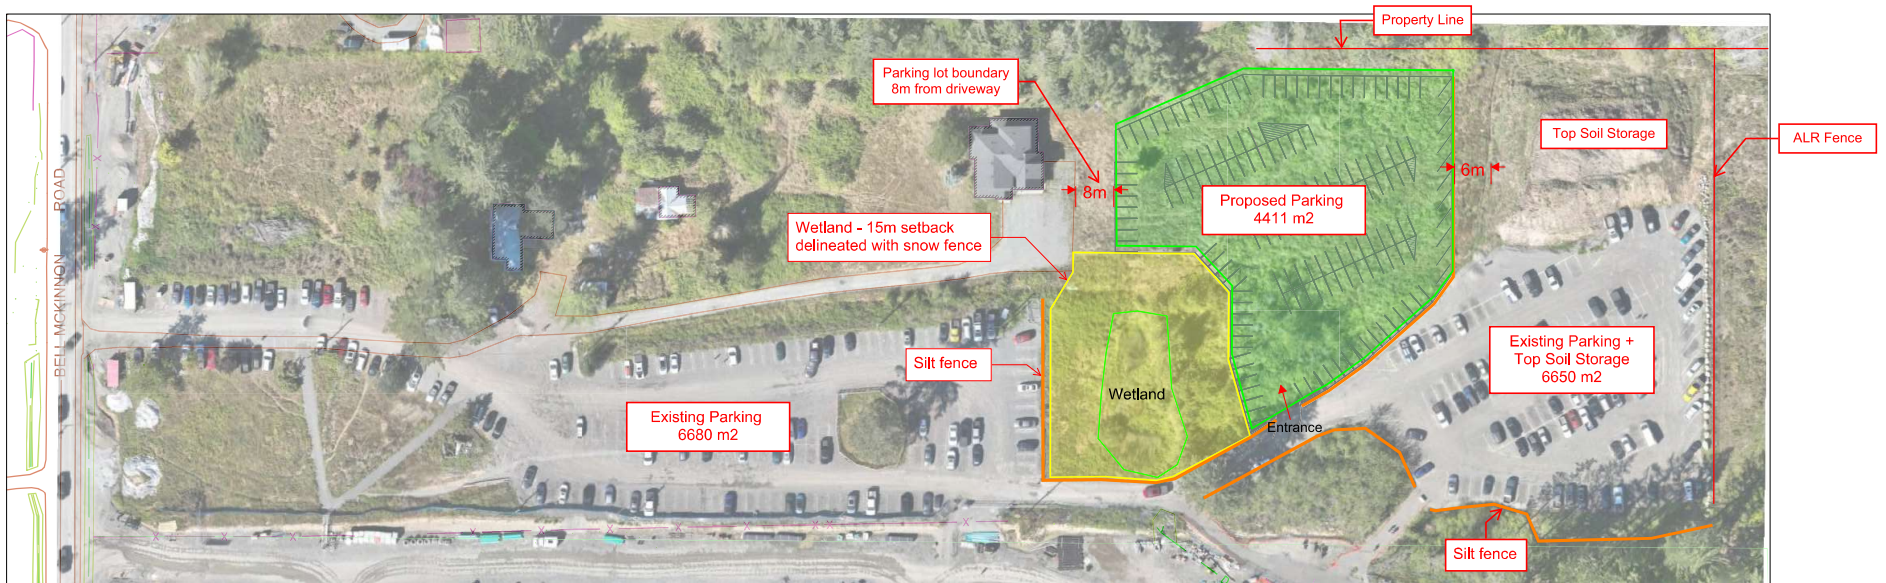 Property Line
Parking lot boundary
8m from driveway
Top Soil Storage
ALR Fence
6m
8m
Proposed Parking
4411 m2
Wetland - 15m setback
delineated with snow fence
BELL MCKINNON ROAD
Silt fence
Existing Parking +
Top Soil Storage
6650 m2
Wetland
Existing Parking
6680 m2
Entrance
Silt fence